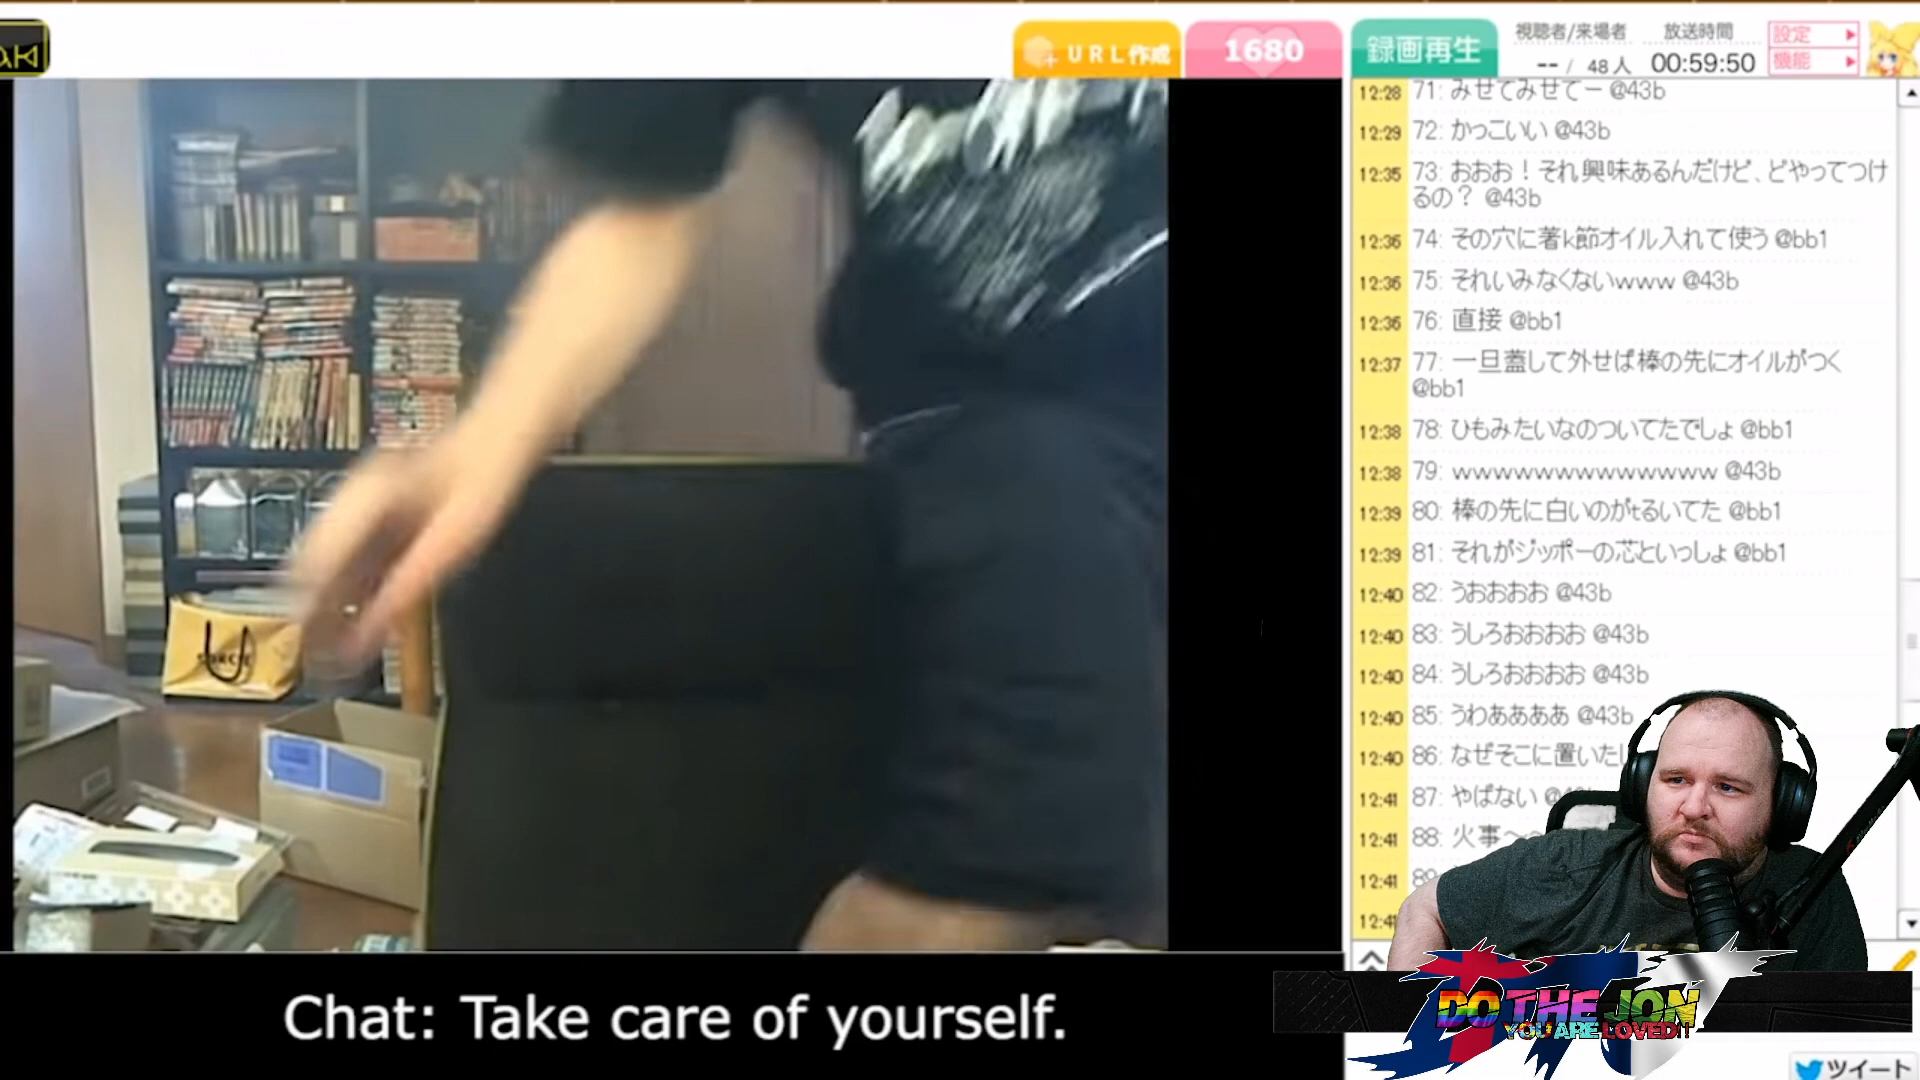 URL作成
1680
録画再生
視聴者/来場者
放送時間
設定
機能
-- / 48人
00:59:50
12:28 71: みせてみせてー @43b
12:29 72: かっこいい @43b
12:35 73: おおお！それ興味あるんだけど、どやってつけ
るの？ @43b
12:36 74: その穴に著k節オイル入れて使う @bb1
12:36 75: それいみなくないwww @43b
12:36 76: 直接 @bb1
12:37 77: 一旦蓋して外せば棒の先にオイルがつく
@bb1
12:38 78: ひもみたいなのついてたでしょ @bb1
12:38 79: wwwwwwwwwwwww @43b
12:39 80: 棒の先に白いのがtるいてた @bb1
12:39 81: それがジッポーの芯といっしょ @bb1
12:40 82: うおおおお @43b
12:40 83: うしろおおおお @43b
12:40 84: うしろおおおお @43b
12:40 85: うわああああ @43b
12:40 86: なぜそこに置いた
12:41 87: やばない
12:41 88: 火事～
12:41 89:
12:41
Chat: Take care of yourself.
DO THE JON
YOU ARE LOVED!!
ツイート